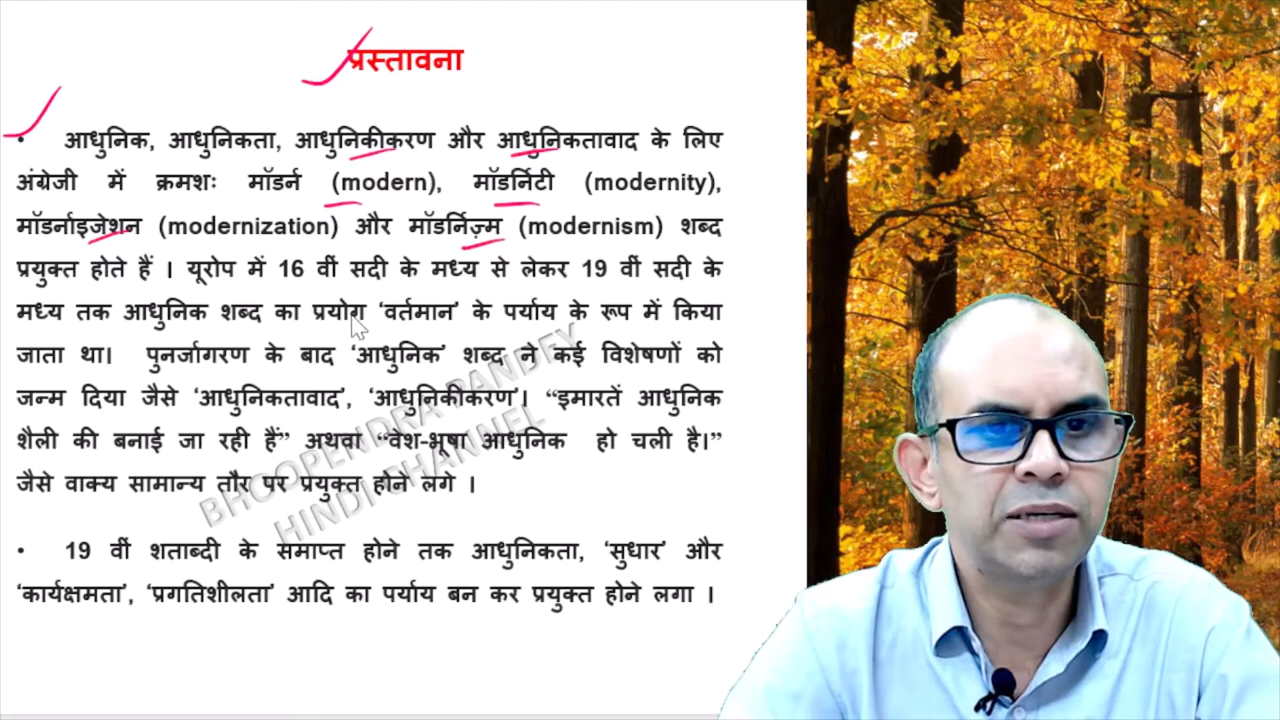 प्रस्तावना
• आधुनिक, आधुनिकता, आधुनिकीकरण और आधुनिकतावाद के लिए
अंग्रेजी में क्रमशः मॉडर्न (modern), मॉडर्निटी (modernity),
मॉडर्नाइजेशन (modernization) और मॉडर्निज़्म (modernism) शब्द
प्रयुक्त होते हैं । यूरोप में 16 वीं सदी के मध्य से लेकर 19 वीं सदी के
मध्य तक आधुनिक शब्द का प्रयोग ‘वर्तमान’ के पर्याय के रूप में किया
जाता था। पुनर्जागरण के बाद ‘आधुनिक’ शब्द ने कई विशेषणों को
जन्म दिया जैसे ‘आधुनिकतावाद’, ‘आधुनिकीकरण’। “इमारतें आधुनिक
शैली की बनाई जा रही हैं” अथवा “वेश-भूषा आधुनिक हो चली है।”
जैसे वाक्य सामान्य तौर पर प्रयुक्त होने लगे ।
BHOOPENDRA PANDEY
HINDI CHANNEL
• 19 वीं शताब्दी के समाप्त होने तक आधुनिकता, ‘सुधार’ और
‘कार्यक्षमता’, ‘प्रगतिशीलता’ आदि का पर्याय बन कर प्रयुक्त होने लगा ।